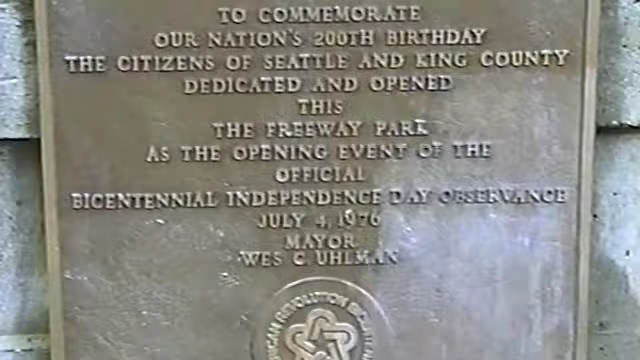 TO COMMEMORATE
OUR NATION'S 200TH BIRTHDAY
THE CITIZENS OF SEATTLE AND KING COUNTY
DEDICATED AND OPENED
THIS
THE FREEWAY PARK
AS THE OPENING EVENT OF THE
OFFICIAL
BICENTENNIAL INDEPENDENCE DAY OBSERVANCE
JULY 4, 1976
MAYOR
WES C. UHLMAN
REVOLUTION